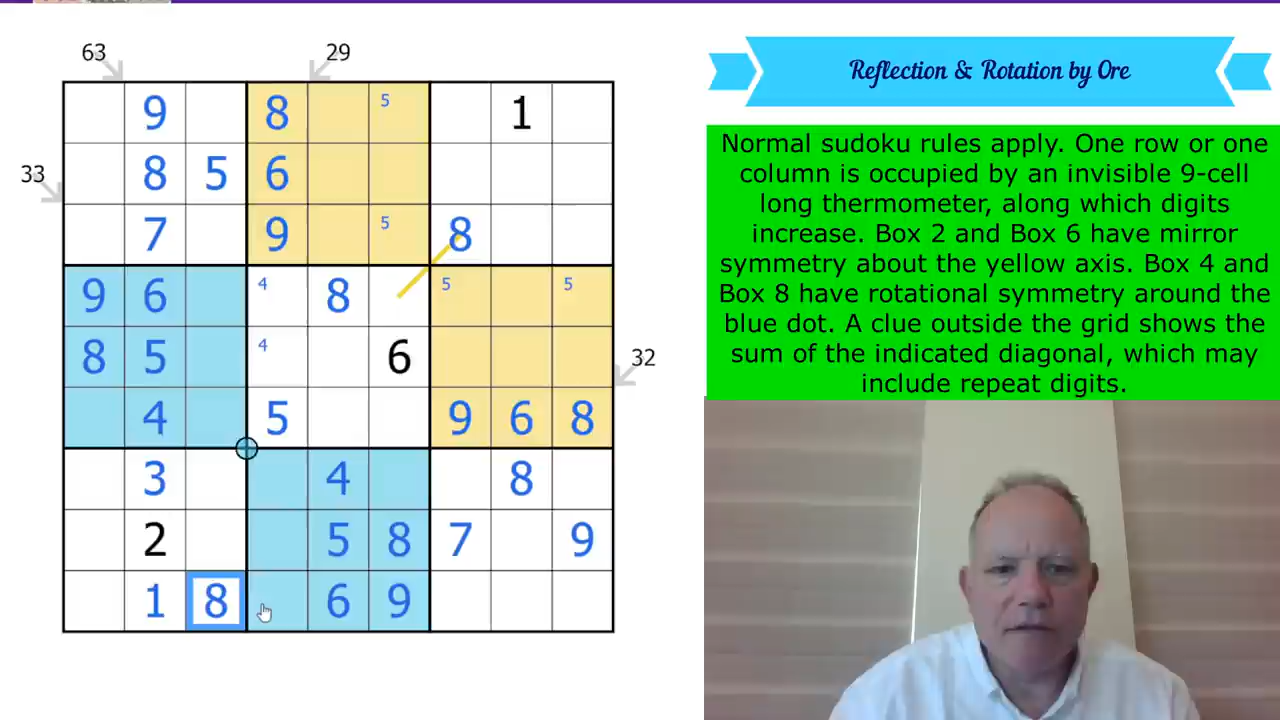 63 29
Reflection & Rotation by Ore
9 8 5 1
33 8 5 6
7 9 5 8
9 6 4 8 5 5
8 5 4 6 32
4 5 9 6 8
3 4 8
2 5 8 7 9
1 8 6 9
Normal sudoku rules apply. One row or one
column is occupied by an invisible 9-cell
long thermometer, along which digits
increase. Box 2 and Box 6 have mirror
symmetry about the yellow axis. Box 4 and
Box 8 have rotational symmetry around the
blue dot. A clue outside the grid shows the
sum of the indicated diagonal, which may
include repeat digits.